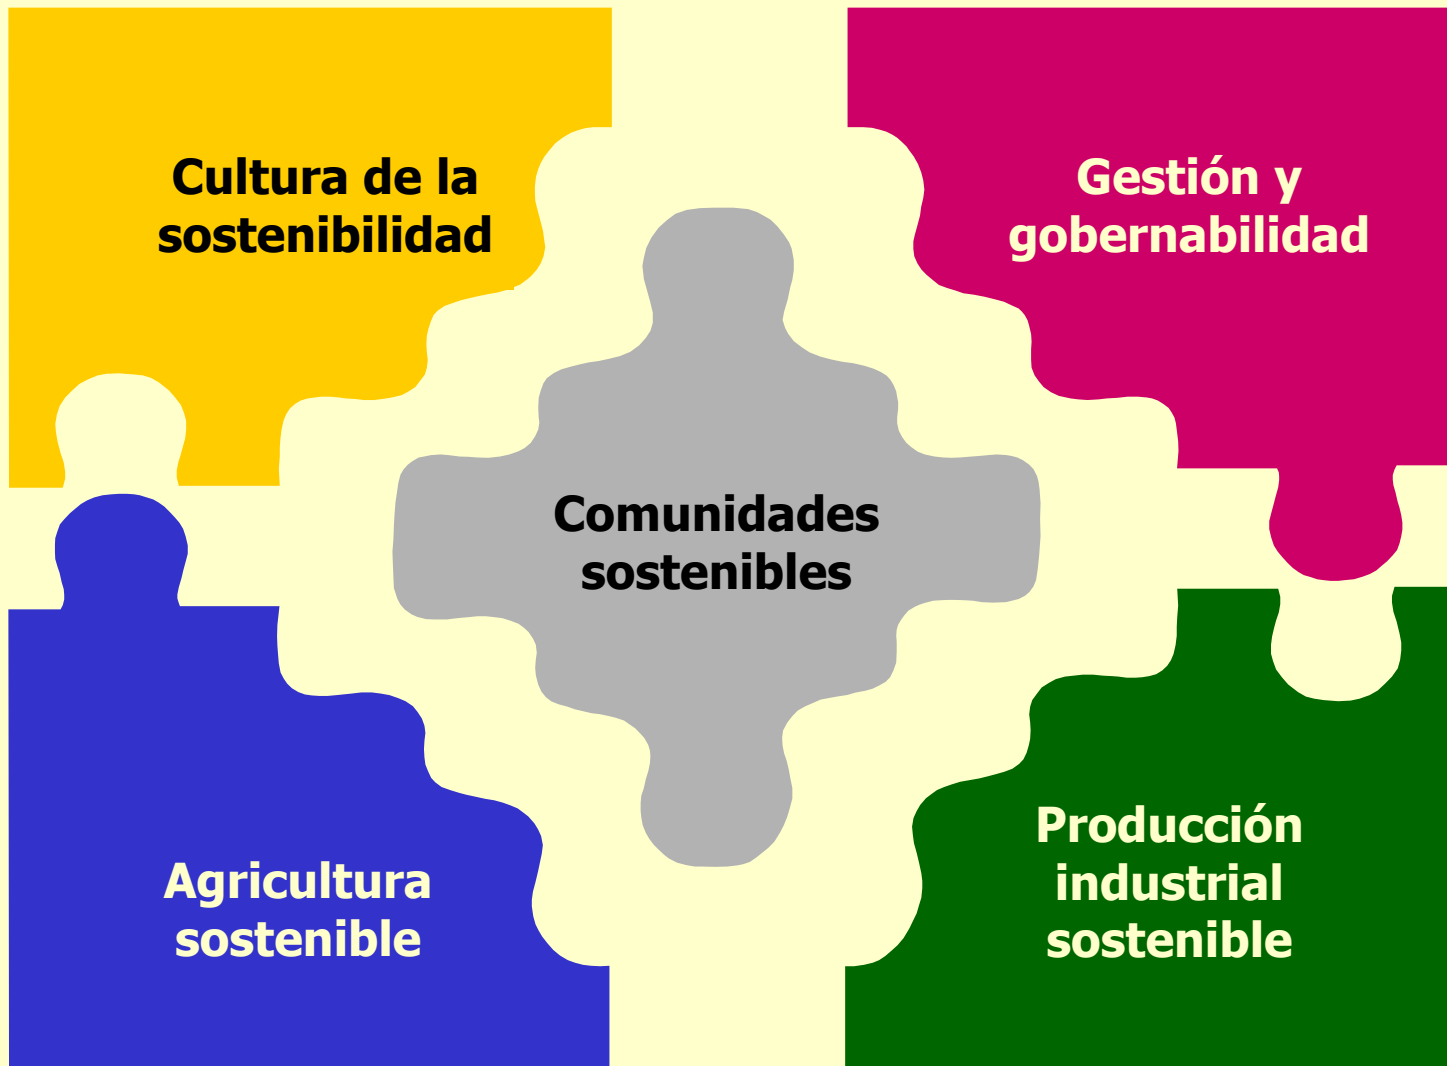 Cultura de la
sostenibilidad
Gestión y
gobernabilidad
Comunidades
sostenibles
Agricultura
sostenible
Producción
industrial
sostenible